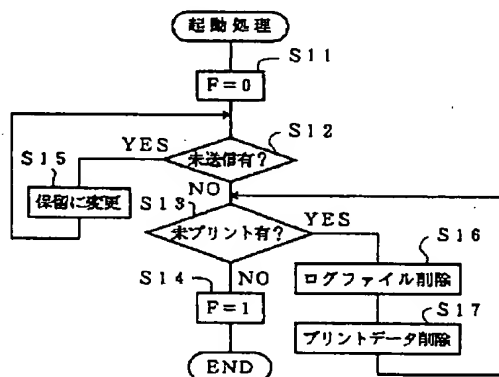 起動処理
S11
F=0
S12
YES
未送信有?
S15
保留に変更
NO
S13
未プリント有?
YES
S16
ログファイル削除
S14
NO
F=1
S17
プリントデータ削除
END